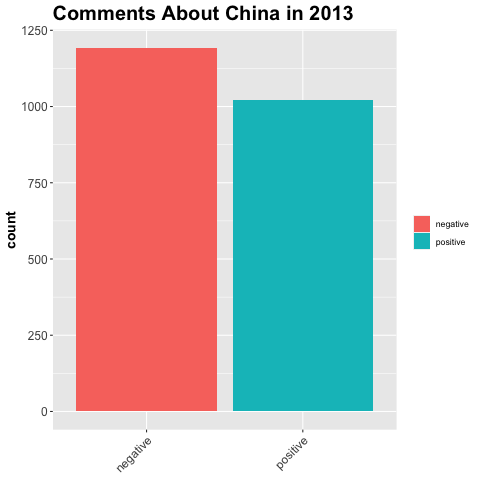 Comments About China in 2013
1250
1000
750
500
250
0
count
negative
positive
negative
positive